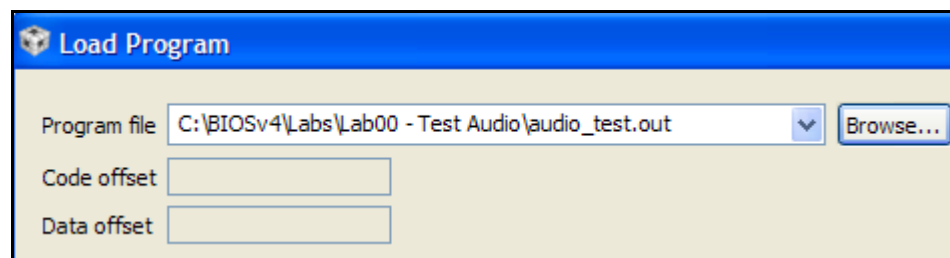 Load Program
Program file C:\BIOSv4\Labs\Lab00 - Test Audio\audio_test.out Browse...
Code offset
Data offset